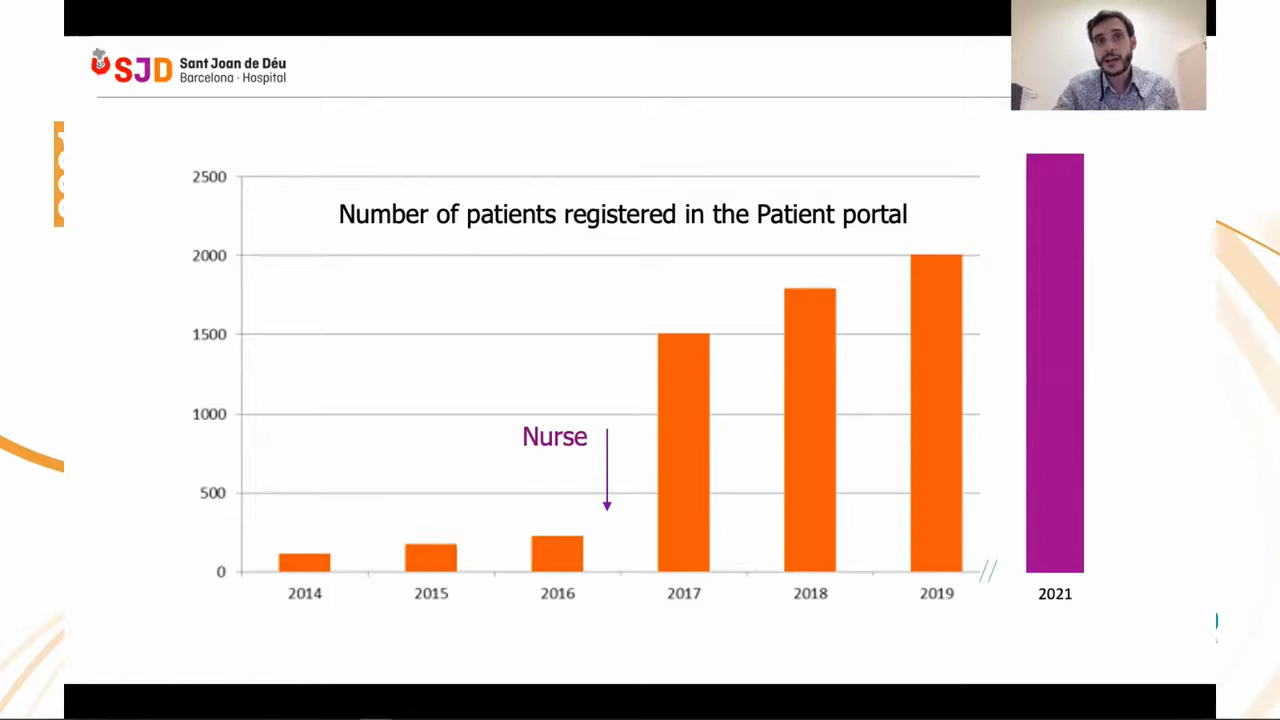 SJD Sant Joan de Déu
Barcelona · Hospital
Number of patients registered in the Patient portal
2500
2000
1500
1000
500
0
Nurse
2014 2015 2016 2017 2018 2019 2021